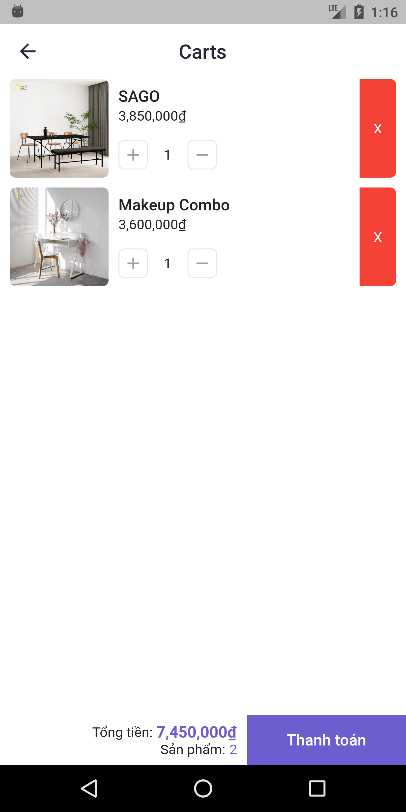 LTE 1:16
Carts
SAGO
3,850,000₫
+ 1 −
X
Makeup Combo
3,600,000₫
+ 1 −
X
Tổng tiền: 7,450,000₫
Sản phẩm: 2
Thanh toán